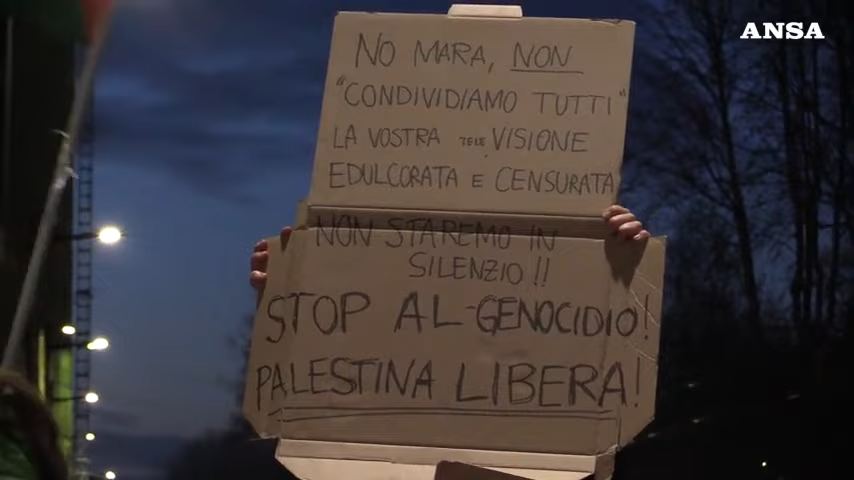 ANSA
NO MARA, NON
"CONDIVIDIAMO TUTTI"
LA VOSTRA TELE VISIONE
EDULCORATA E CENSURATA
NON STAREMO IN
SILENZIO!!
STOP AL GENOCIDIO!
PALESTINA LIBERA!